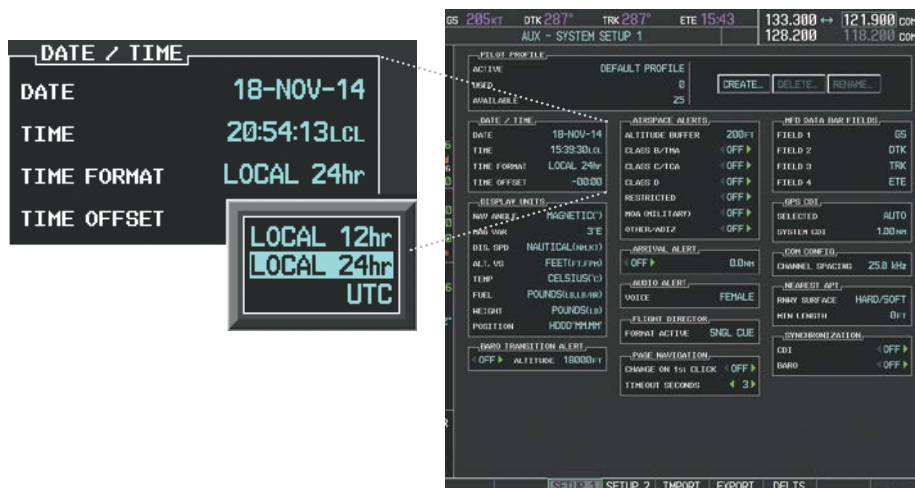 DATE / TIME
DATE 18-NOV-14
TIME 20:54:13LCL
TIME FORMAT LOCAL 24hr
TIME OFFSET
LOCAL 12hr
LOCAL 24hr
UTC
GS 205KT DTK 287° TRK 287° ETE 15:43
133.300 ↔ 121.900 COM
AUX - SYSTEM SETUP 1
128.200 118.200 COM
PILOT PROFILE
ACTIVE DEFAULT PROFILE
USED 0
AVAILABLE 25
CREATE… DELETE… RENAME…
DATE / TIME
DATE 18-NOV-14
TIME 15:39:30LCL
TIME FORMAT LOCAL 24hr
TIME OFFSET -00:00
DISPLAY UNITS
NAV ANGLE MAGNETIC(°)
MAG VAR 3°E
DIS, SPD NAUTICAL(NM,KT)
ALT, VS FEET(FT,FPM)
TEMP CELSIUS(°C)
FUEL POUNDS(LB,LB/HR)
WEIGHT POUNDS(LB)
POSITION HDDD°MM.MM'
BARO TRANSITION ALERT
OFF ALTITUDE 18000FT
AIRSPACE ALERTS
ALTITUDE BUFFER 200FT
CLASS B/TMA OFF
CLASS C/TCA OFF
CLASS D OFF
RESTRICTED OFF
MOA (MILITARY) OFF
OTHER/ADIZ OFF
ARRIVAL ALERT
OFF 0.0NM
AUDIO ALERT
VOICE FEMALE
FLIGHT DIRECTOR
FORMAT ACTIVE SNGL CUE
PAGE NAVIGATION
CHANGE ON 1st CLICK OFF
TIMEOUT SECONDS 3
MFD DATA BAR FIELDS
FIELD 1 GS
FIELD 2 DTK
FIELD 3 TRK
FIELD 4 ETE
GPS CDI
SELECTED AUTO
SYSTEM CDI 1.00NM
COM CONFIG
CHANNEL SPACING 25.0 kHz
NEAREST APT
RNWY SURFACE HARD/SOFT
MIN LENGTH 0FT
SYNCHRONIZATION
CDI OFF
BARO OFF
SETUP 1 SETUP 2 IMPORT EXPORT DFLTS